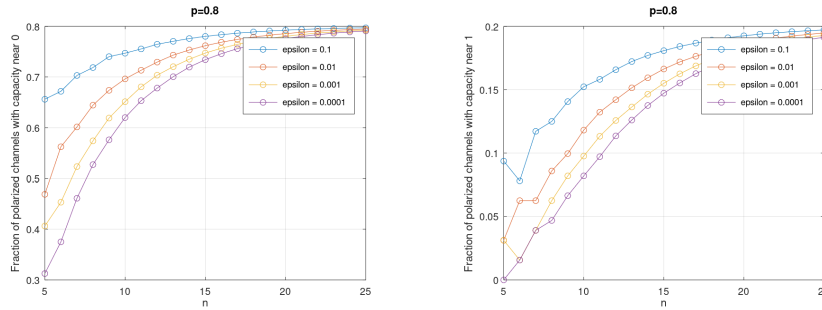 p=0.8
Fraction of polarized channels with capacity near 0
0.8
0.7
0.6
0.5
0.4
0.3
5
10
15
20
25
n
epsilon = 0.1
epsilon = 0.01
epsilon = 0.001
epsilon = 0.0001
p=0.8
Fraction of polarized channels with capacity near 1
0.2
0.15
0.1
0.05
0
5
10
15
20
n
epsilon = 0.1
epsilon = 0.01
epsilon = 0.001
epsilon = 0.0001